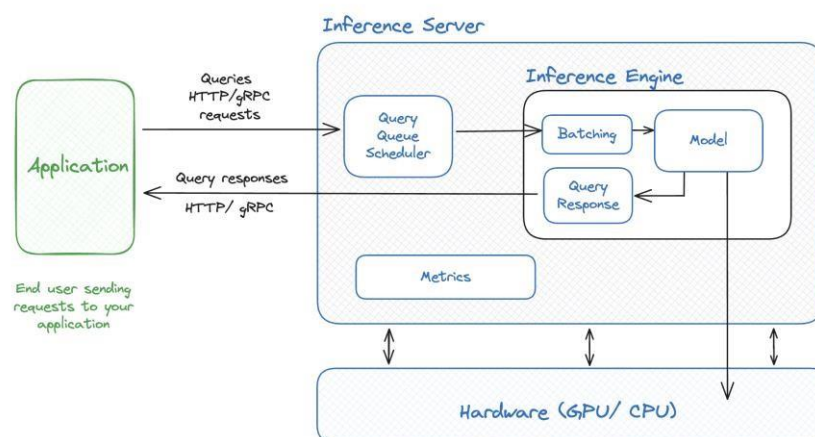 Inference Server
Queries
HTTP/gRPC
requests
Inference Engine
Query
Queue
Scheduler
Batching
Model
Application
Query responses
HTTP/ gRPC
Query
Response
Metrics
End user sending
requests to your
application
Hardware (GPU/ CPU)